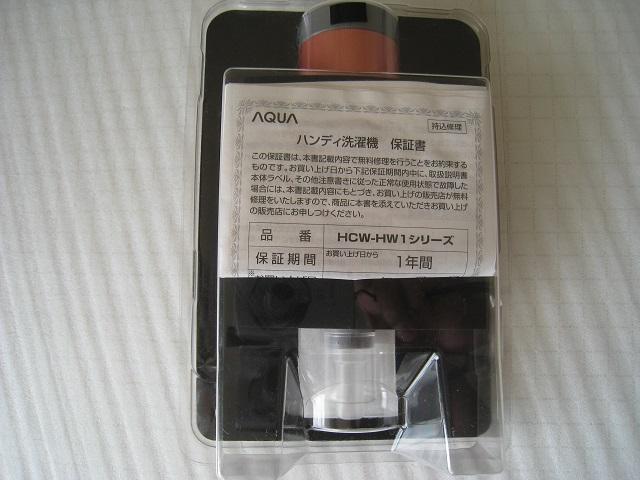 AQUA
持込修理
ハンディ洗濯機 保証書
この保証書は、本書記載内容で無料修理を行うことをお約束する
ものです。お買い上げ日から下記保証期間内中に、取扱説明書
本体ラベル、その他注意書きに従った正常な使用状態で故障した
場合には、本書記載内容にもとづき、お買い上げの販売店が無料
修理をいたしますので、商品に本書を添えていただきお買い上げ
の販売店にお申しつけください。
品番 HCW-HW1シリーズ
保証期間 お買い上げ日から 1年間